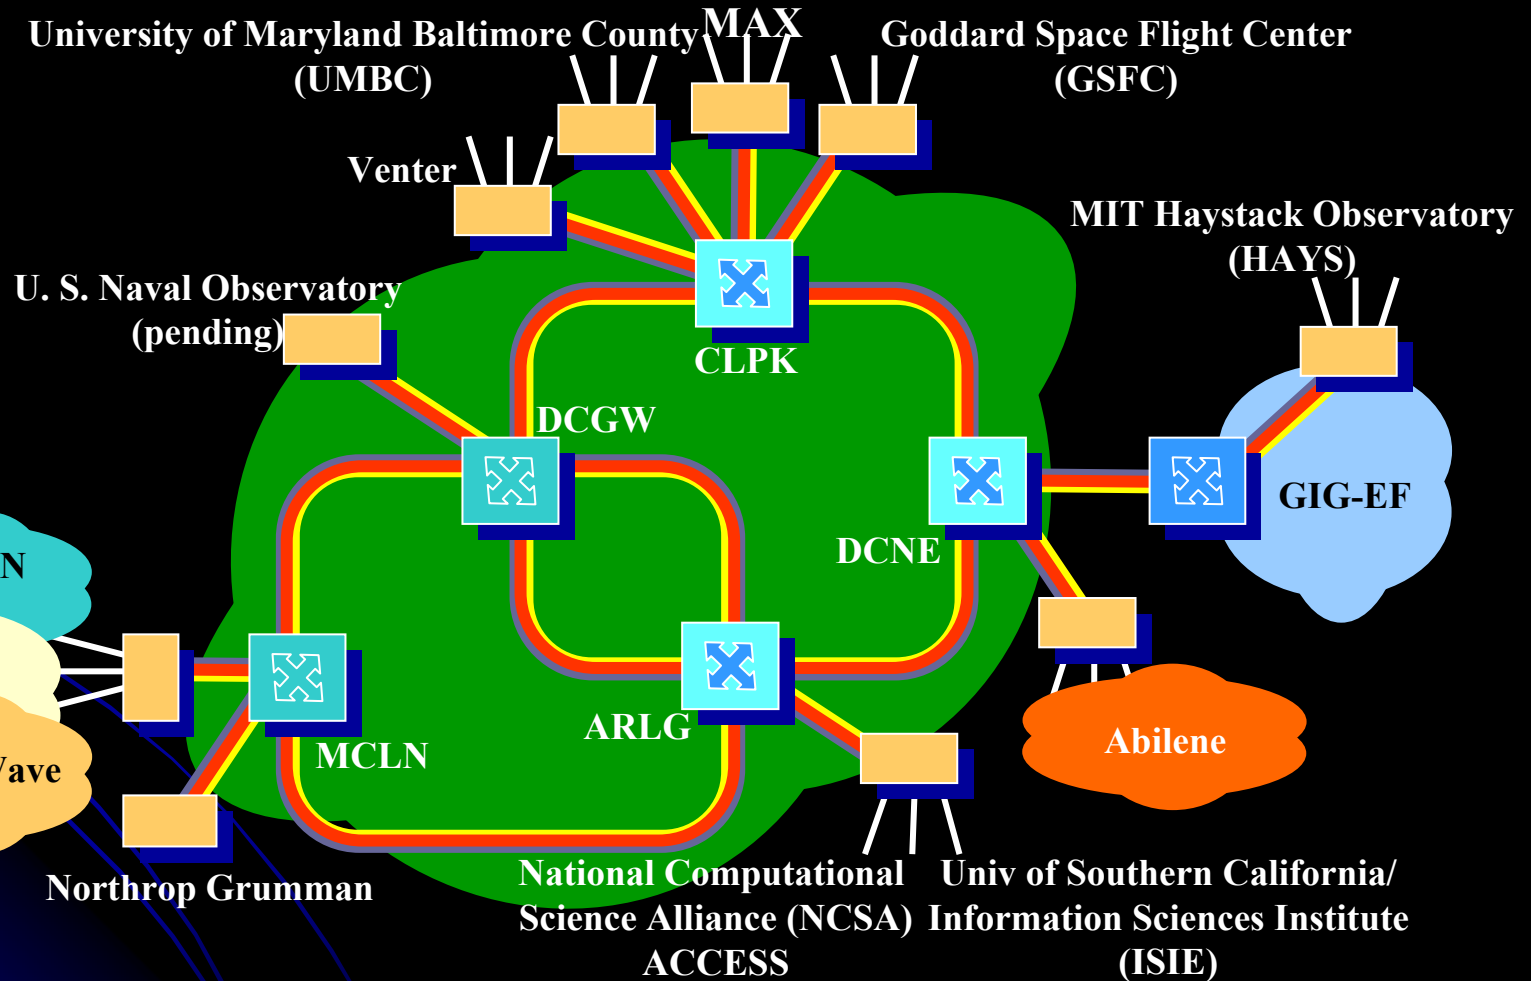 University of Maryland Baltimore County
(UMBC)
MAX
Goddard Space Flight Center
(GSFC)
Venter
MIT Haystack Observatory
(HAYS)
U. S. Naval Observatory
(pending)
CLPK
DCGW
GIG-EF
DCNE
N
ARLG
Abilene
MCLN
Northrop Grumman
National Computational
Science Alliance (NCSA)
ACCESS
Univ of Southern California/
Information Sciences Institute
(ISIE)